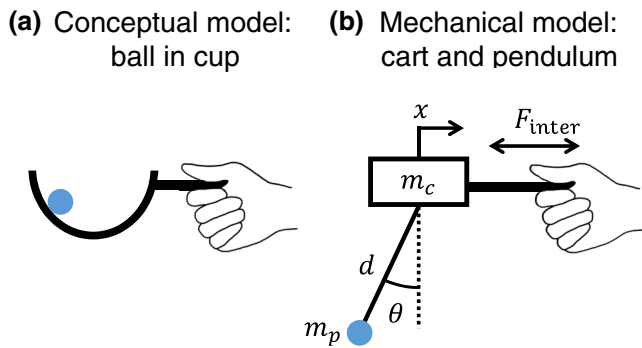 (a) Conceptual model:
ball in cup
(b) Mechanical model:
cart and pendulum
x
F_inter
m_c
d
θ
m_p